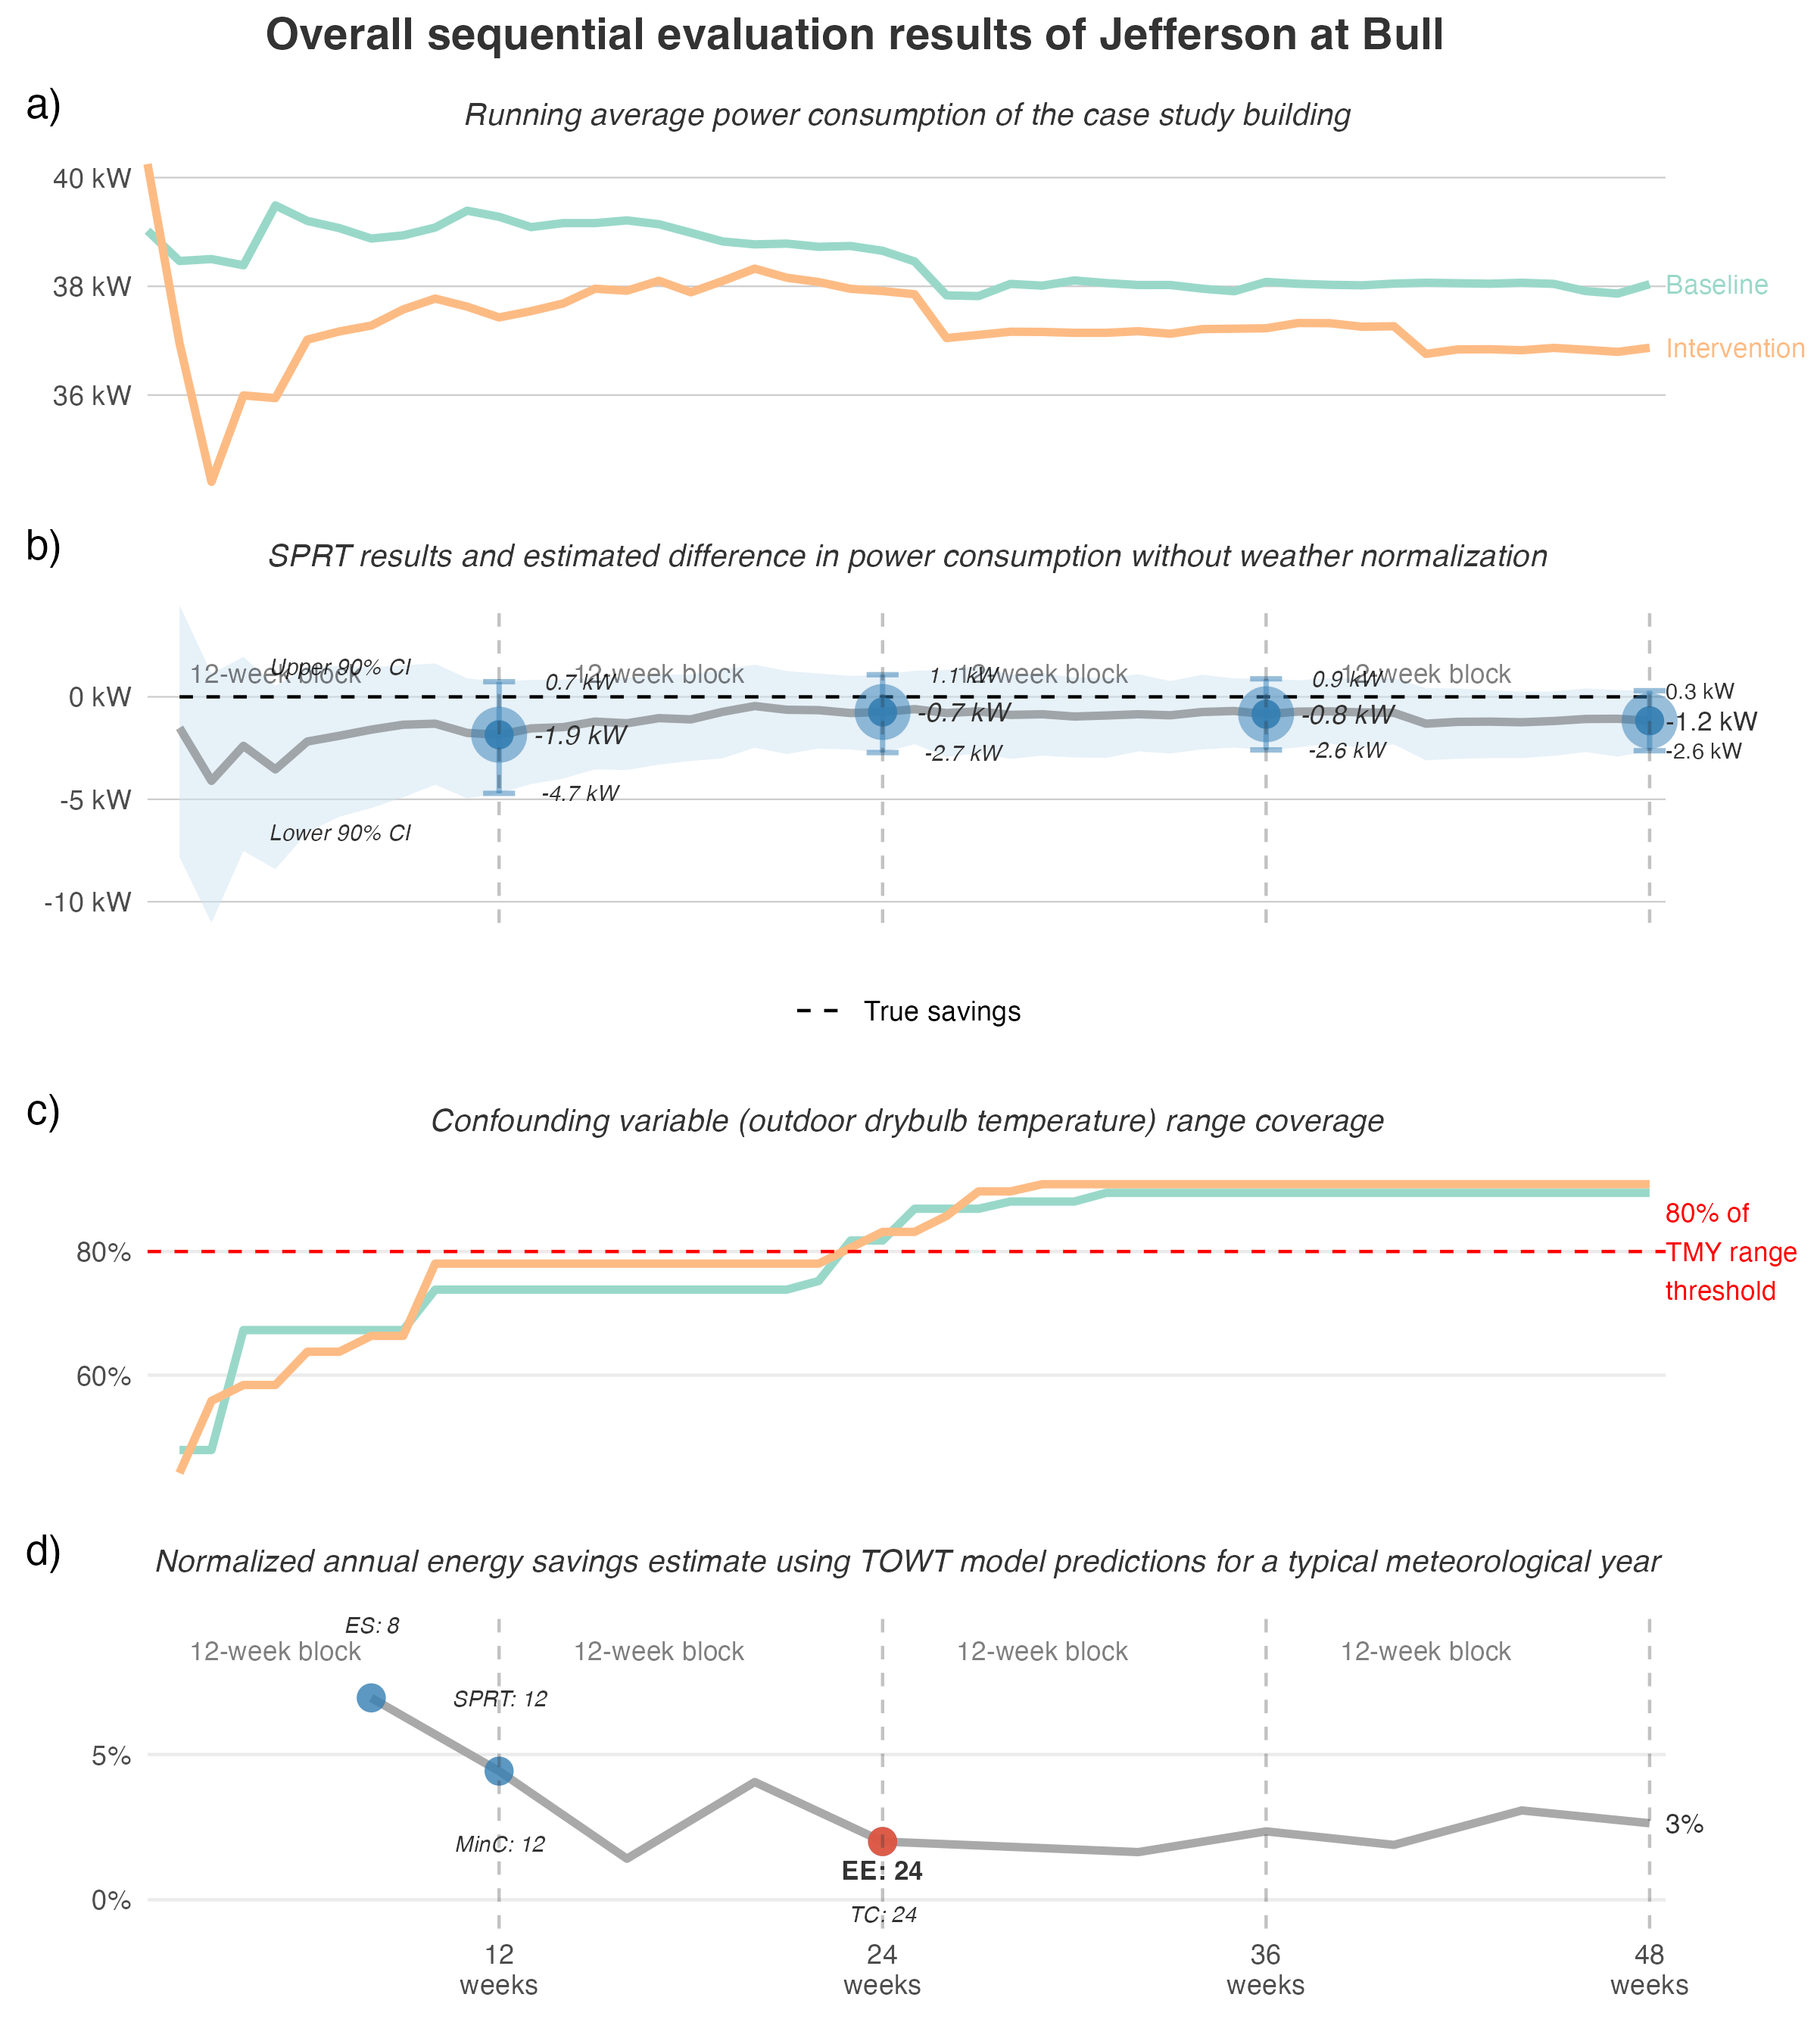 Overall sequential evaluation results of Jefferson at Bull
a)
Running average power consumption of the case study building
40 kW
38 kW
36 kW
Baseline
Intervention
b)
SPRT results and estimated difference in power consumption without weather normalization
12-week block
12-week block
12-week block
12-week block
Upper 90% CI
Lower 90% CI
0 kW
-5 kW
-10 kW
0.7 kW
-1.9 kW
-4.7 kW
1.1 kW
-0.7 kW
-2.7 kW
0.9 kW
-0.8 kW
-2.6 kW
0.3 kW
-1.2 kW
-2.6 kW
True savings
c)
Confounding variable (outdoor drybulb temperature) range coverage
80%
60%
80% of
TMY range
threshold
d)
Normalized annual energy savings estimate using TOWT model predictions for a typical meteorological year
ES: 8
12-week block
12-week block
12-week block
12-week block
SPRT: 12
5%
MinC: 12
3%
EE: 24
0%
TC: 24
12
weeks
24
weeks
36
weeks
48
weeks